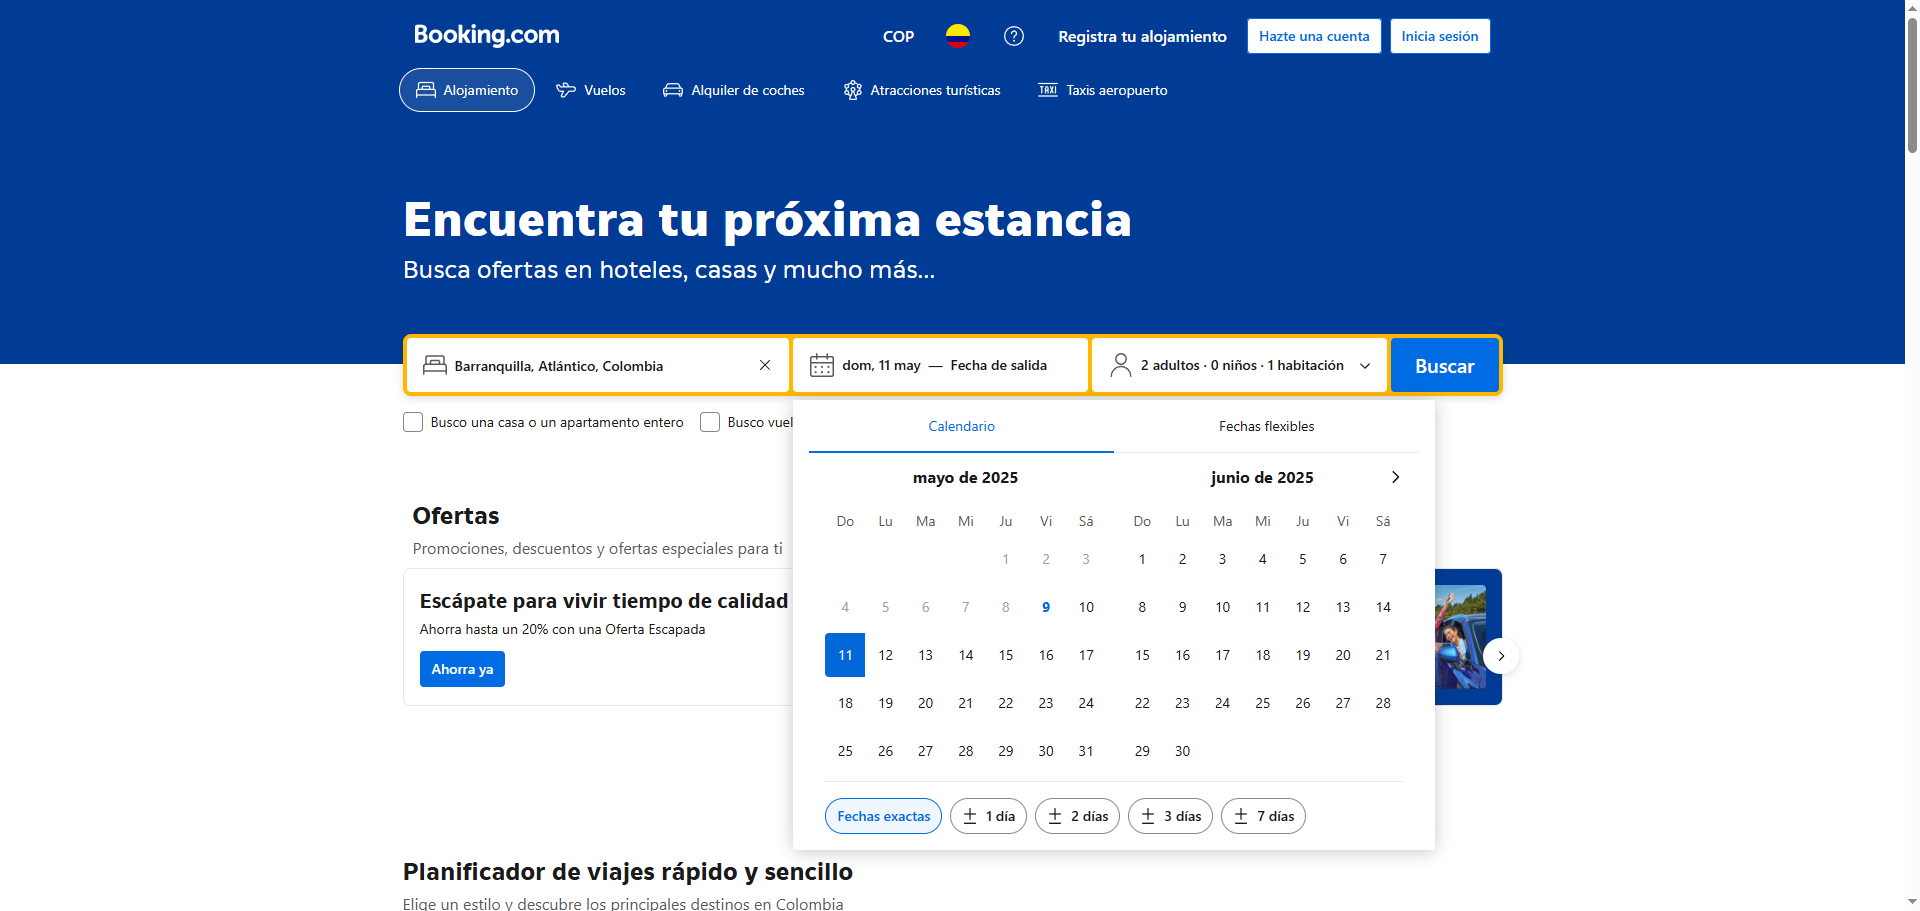 Booking.com
COP
Registra tu alojamiento
Hazte una cuenta
Inicia sesión
Alojamiento
Vuelos
Alquiler de coches
Atracciones turísticas
TAXI Taxis aeropuerto
Encuentra tu próxima estancia
Busca ofertas en hoteles, casas y mucho más...
Barranquilla, Atlántico, Colombia
dom, 11 may — Fecha de salida
2 adultos · 0 niños · 1 habitación
Buscar
Busco una casa o un apartamento entero
Busco vuel
Calendario
Fechas flexibles
mayo de 2025
Do Lu Ma Mi Ju Vi Sá
1 2 3
4 5 6 7 8 9 10
11 12 13 14 15 16 17
18 19 20 21 22 23 24
25 26 27 28 29 30 31
junio de 2025
Do Lu Ma Mi Ju Vi Sá
1 2 3 4 5 6 7
8 9 10 11 12 13 14
15 16 17 18 19 20 21
22 23 24 25 26 27 28
29 30
Fechas exactas
± 1 día
± 2 días
± 3 días
± 7 días
Ofertas
Promociones, descuentos y ofertas especiales para ti
Escápate para vivir tiempo de calidad
Ahorra hasta un 20% con una Oferta Escapada
Ahorra ya
Planificador de viajes rápido y sencillo
Elige un estilo y descubre los principales destinos en Colombia